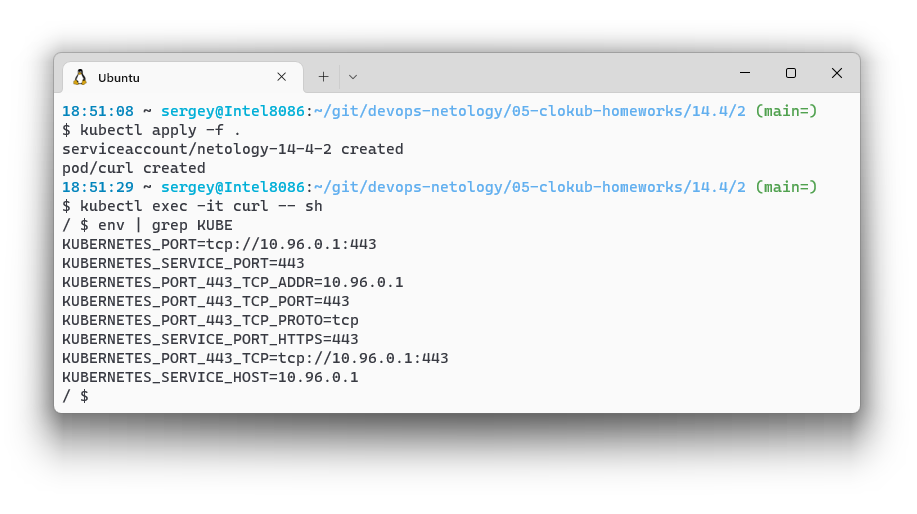 Ubuntu
18:51:08 ~ sergey@Intel8086:~/git/devops-netology/05-clokub-homeworks/14.4/2 (main=)
$ kubectl apply -f .
serviceaccount/netology-14-4-2 created
pod/curl created
18:51:29 ~ sergey@Intel8086:~/git/devops-netology/05-clokub-homeworks/14.4/2 (main=)
$ kubectl exec -it curl -- sh
/ $ env | grep KUBE
KUBERNETES_PORT=tcp://10.96.0.1:443
KUBERNETES_SERVICE_PORT=443
KUBERNETES_PORT_443_TCP_ADDR=10.96.0.1
KUBERNETES_PORT_443_TCP_PORT=443
KUBERNETES_PORT_443_TCP_PROTO=tcp
KUBERNETES_SERVICE_PORT_HTTPS=443
KUBERNETES_PORT_443_TCP=tcp://10.96.0.1:443
KUBERNETES_SERVICE_HOST=10.96.0.1
/ $